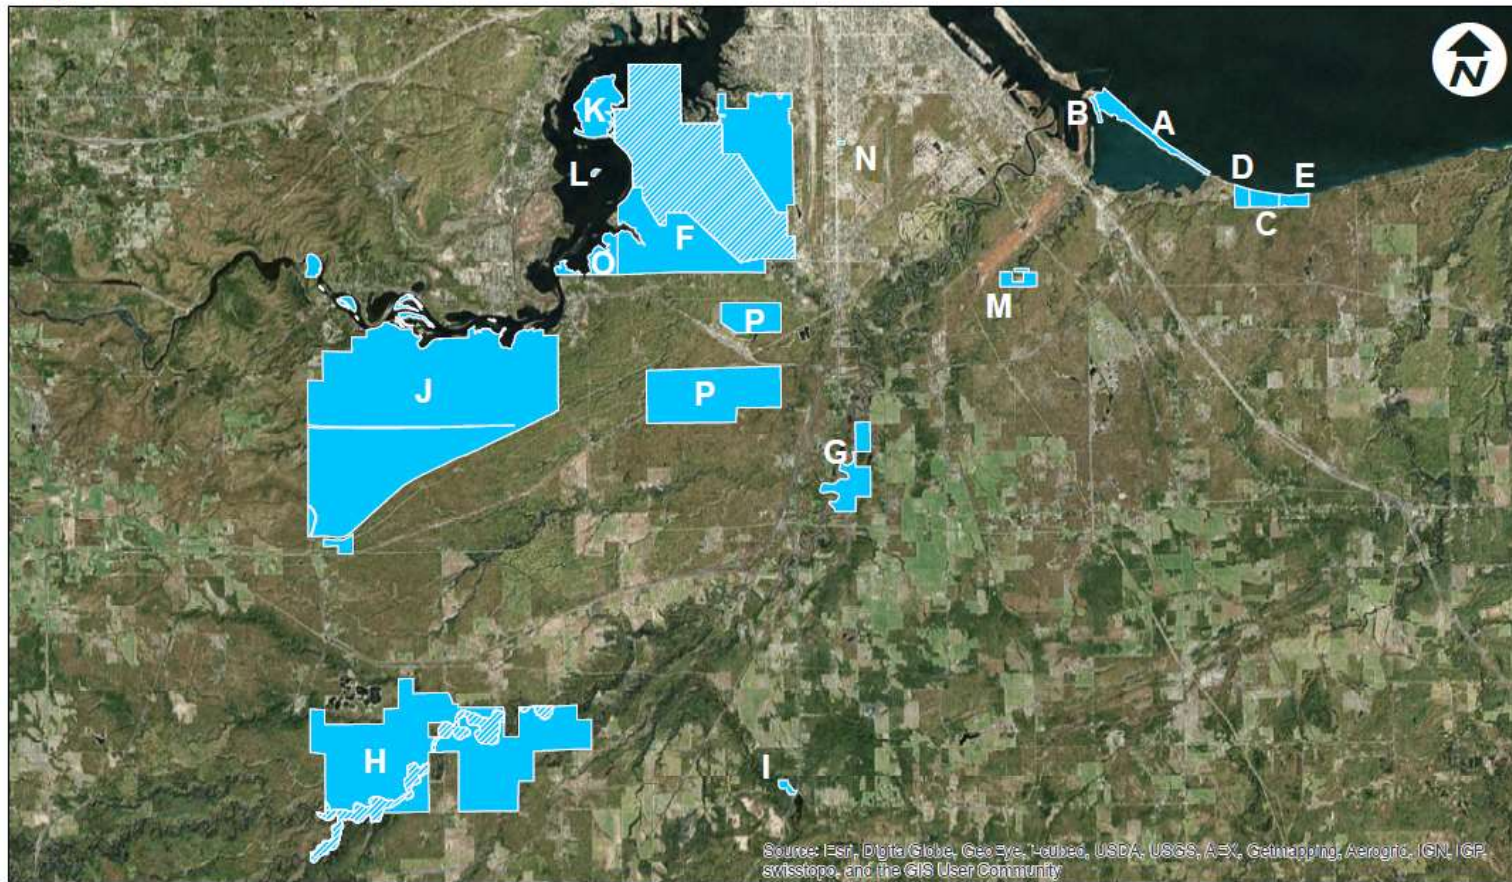 N
B
A
K
L
N
D
E
C
F
O
M
P
J
P
G
H
I
Source: Esri, DigitalGlobe, GeoEye, i-cubed, USDA, USGS, AEX, Getmapping, Aerogrid, IGN, IGP,
swisstopo, and the GIS User Community